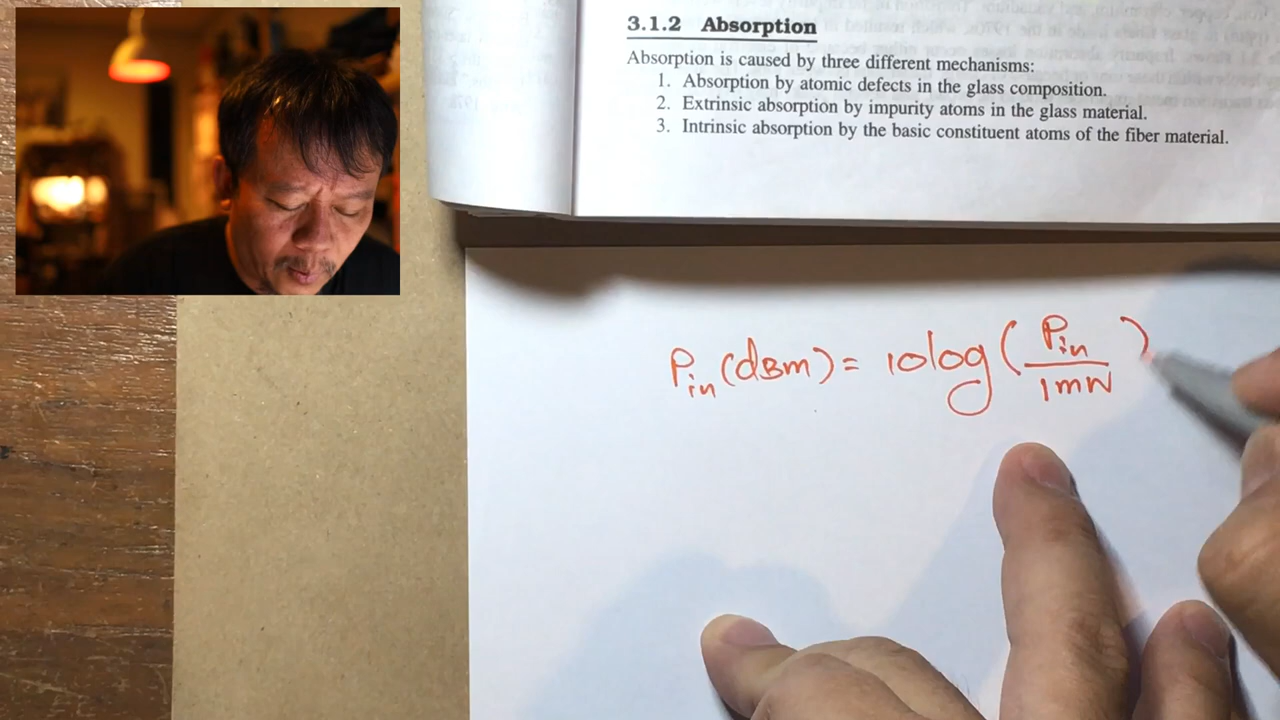 3.1.2 Absorption
Absorption is caused by three different mechanisms:
1. Absorption by atomic defects in the glass composition.
2. Extrinsic absorption by impurity atoms in the glass material.
3. Intrinsic absorption by the basic constituent atoms of the fiber material.
Pin (dBm) = 10log (Pin / 1mW)